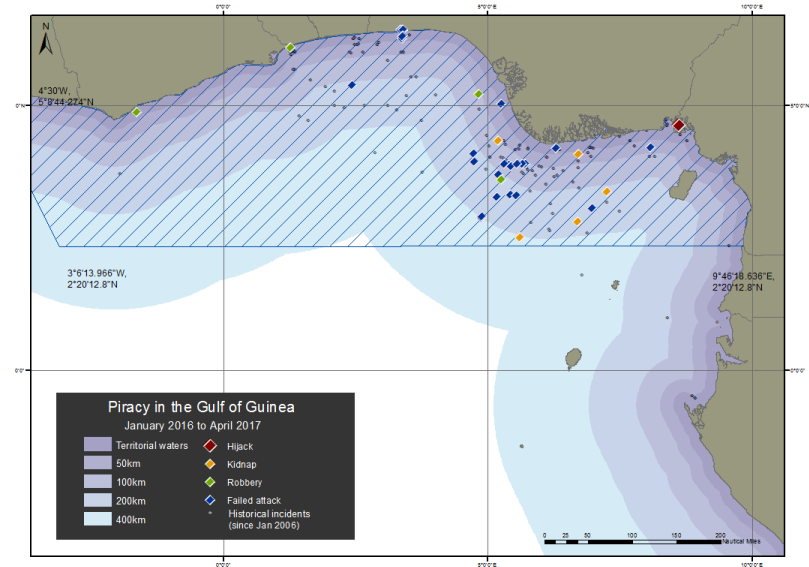 0°0'0" 5°0'0"E 10°0'0"E
N
4°30'W,
5°8'44.274"N
0'N
5°0'0"N
3°6'13.966"W,
2°20'12.8"N
9°46'18.636"E,
2°20'12.8"N
0°0'
0°0'0"
Piracy in the Gulf of Guinea
January 2016 to April 2017
Territorial waters
50km
100km
200km
400km
Hijack
Kidnap
Robbery
Failed attack
Historical incidents
(since Jan 2006)
0 25 50 100 150 200
Nautical Miles
0°0'0" 5°0'0"E 10°0'0"E